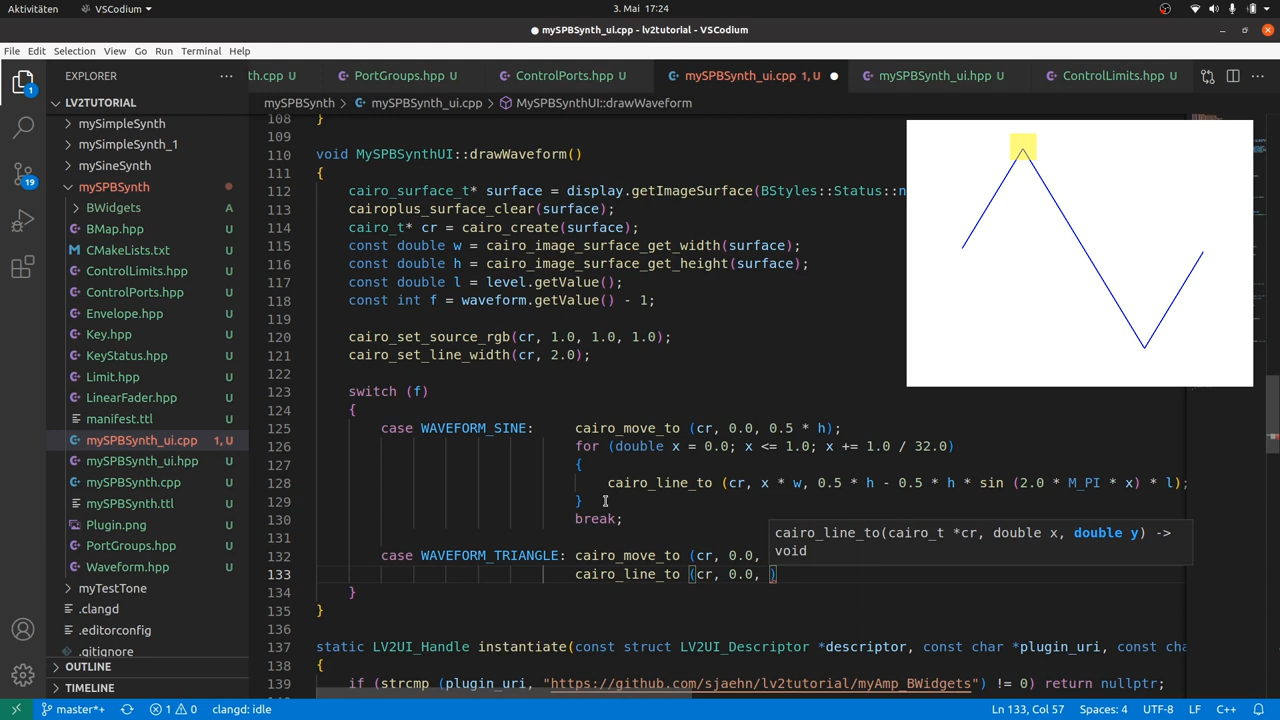 Aktivitäten VSCodium 3. Mai 17:24
● mySPBSynth_ui.cpp - lv2tutorial - VSCodium
File Edit Selection View Go Run Terminal Help
EXPLORER ···
LV2TUTORIAL
mySimpleSynth
mySimpleSynth_1
mySineSynth
mySPBSynth
BWidgets A
BMap.hpp U
CMakeLists.txt U
ControlLimits.hpp U
ControlPorts.hpp U
Envelope.hpp U
Key.hpp U
KeyStatus.hpp U
Limit.hpp U
LinearFader.hpp U
manifest.ttl U
mySPBSynth_ui.cpp 1, U
mySPBSynth_ui.hpp U
mySPBSynth.cpp U
mySPBSynth.ttl U
Plugin.png U
PortGroups.hpp U
Waveform.hpp U
myTestTone
.clangd
.editorconfig
.gitignore
OUTLINE
TIMELINE
1
19
th.cpp U PortGroups.hpp U ControlPorts.hpp U mySPBSynth_ui.cpp 1, U ● mySPBSynth_ui.hpp U ControlLimits.hpp U ···
mySPBSynth > mySPBSynth_ui.cpp > MySPBSynthUI::drawWaveform
108 }
109
110 void MySPBSynthUI::drawWaveform()
111 {
112 cairo_surface_t* surface = display.getImageSurface(BStyles::Status::n
113 cairoplus_surface_clear(surface);
114 cairo_t* cr = cairo_create(surface);
115 const double w = cairo_image_surface_get_width(surface);
116 const double h = cairo_image_surface_get_height(surface);
117 const double l = level.getValue();
118 const int f = waveform.getValue() - 1;
119
120 cairo_set_source_rgb(cr, 1.0, 1.0, 1.0);
121 cairo_set_line_width(cr, 2.0);
122
123 switch (f)
124 {
125 case WAVEFORM_SINE: cairo_move_to (cr, 0.0, 0.5 * h);
126 for (double x = 0.0; x <= 1.0; x += 1.0 / 32.0)
127 {
128 cairo_line_to (cr, x * w, 0.5 * h - 0.5 * h * sin (2.0 * M_PI * x) * l);
129 }
130 break;
131
132 case WAVEFORM_TRIANGLE: cairo_move_to (cr, 0.0,
133 cairo_line_to (cr, 0.0, )
134 }
135 }
136
137 static LV2UI_Handle instantiate(const struct LV2UI_Descriptor *descriptor, const char *plugin_uri, const cha
138 {
139 if (strcmp (plugin_uri, "https://github.com/sjaehn/lv2tutorial/myAmp_BWidgets") != 0) return nullptr;
cairo_line_to(cairo_t *cr, double x, double y) ->
void
master*+ 1 0 clangd: idle Ln 133, Col 57 Spaces: 4 UTF-8 LF C++